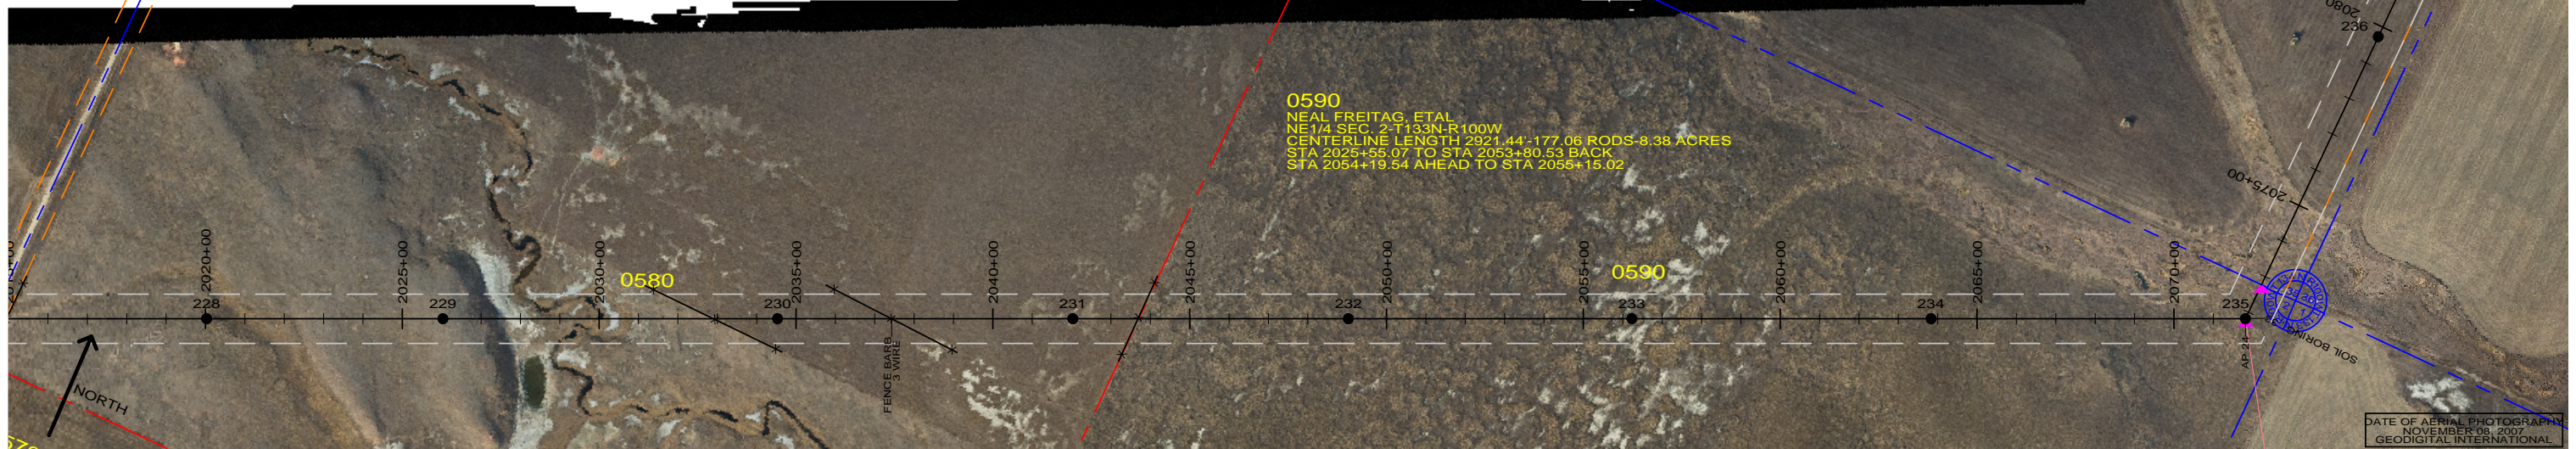 2080
236
0590
NEAL FREITAG, ETAL
NE1/4 SEC. 2-T133N-R100W
CENTERLINE LENGTH 2921.44'-177.06 RODS-8.38 ACRES
STA 2025+55.07 TO STA 2053+80.53 BACK
STA 2054+19.54 AHEAD TO STA 2055+15.02
2075+00
2020+00
2025+00
2030+00
2035+00
2040+00
2045+00
2050+00
2055+00
2060+00
2065+00
2070+00
0580
0590
228
229
230
231
232
233
234
235
FENCE BARB
3 WIRE
AP 24
SOIL BORING
NORTH
DATE OF AERIAL PHOTOGRAPHY
NOVEMBER 08, 2007
GEODIGITAL INTERNATIONAL